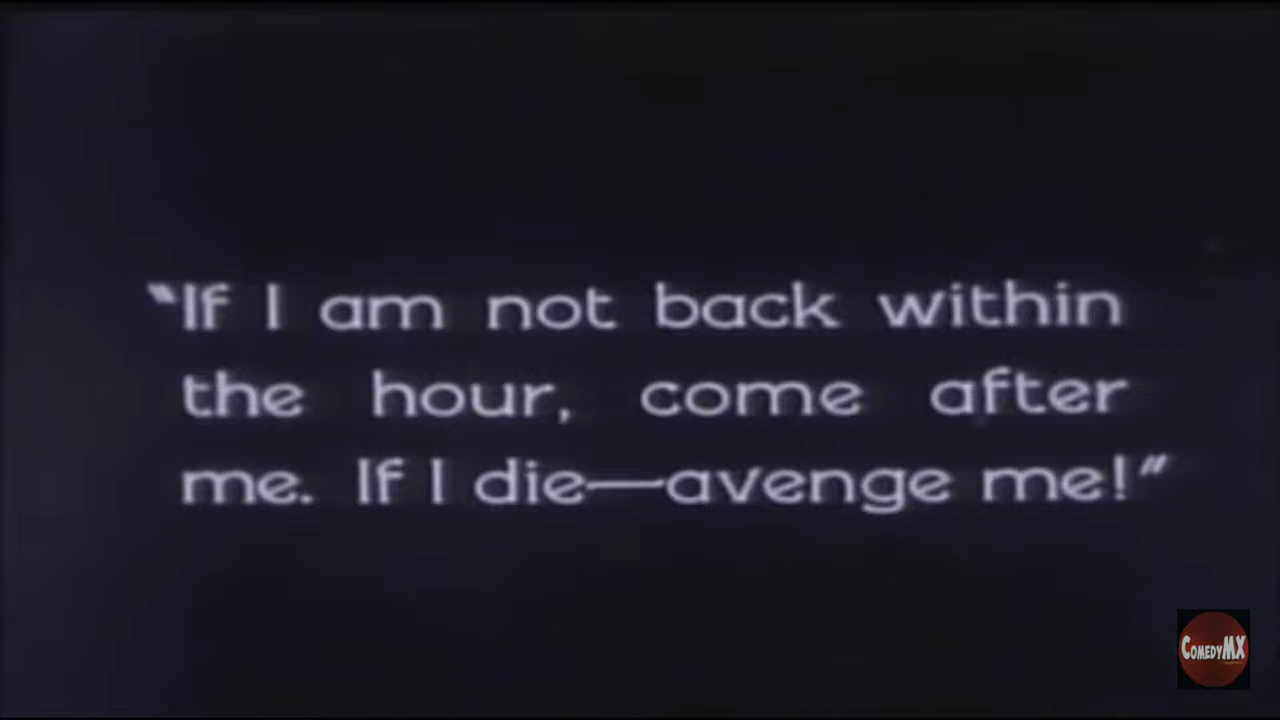 "If I am not back within
the hour, come after
me. If I die—avenge me!"
COMEDYMX